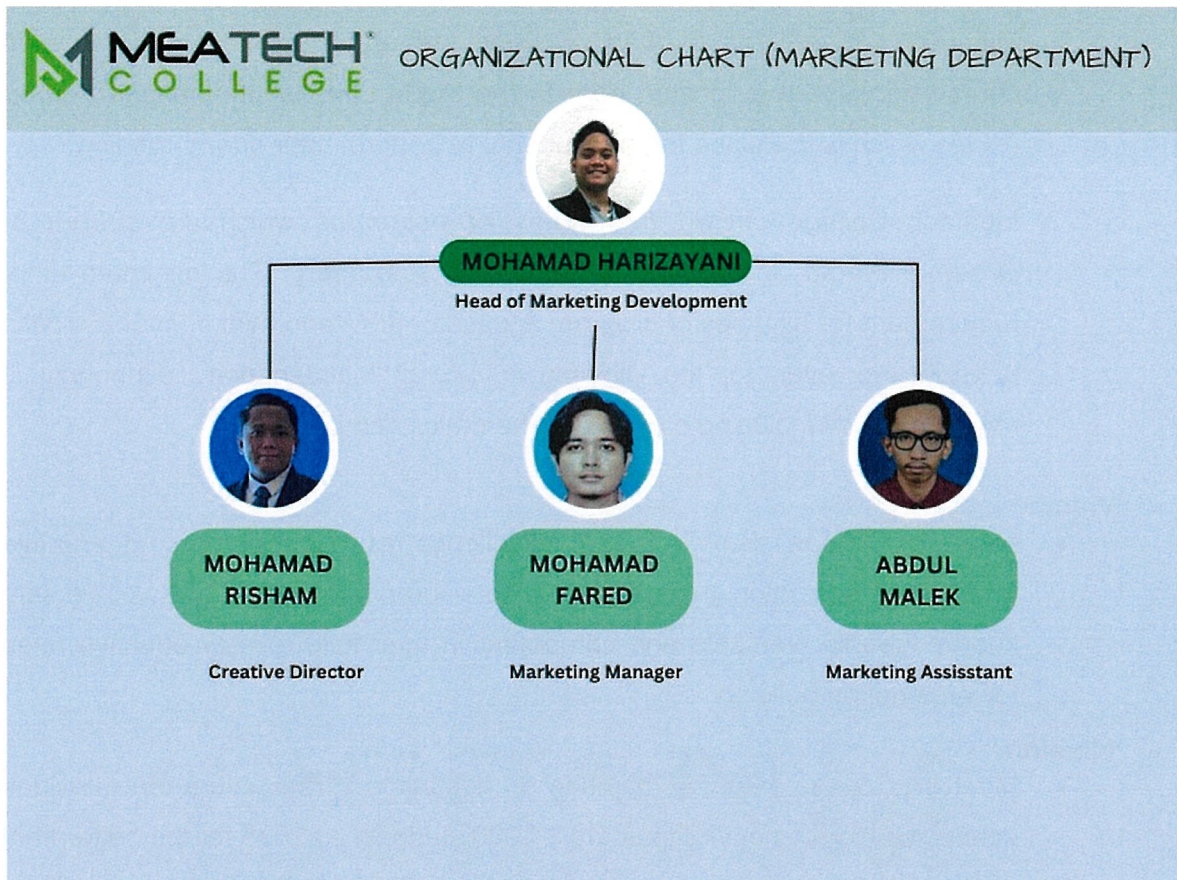 MEATECH®
COLLEGE
ORGANIZATIONAL CHART (MARKETING DEPARTMENT)
MOHAMAD HARIZAYANI
Head of Marketing Development
MOHAMAD
RISHAM
Creative Director
MOHAMAD
FARED
Marketing Manager
ABDUL
MALEK
Marketing Assisstant